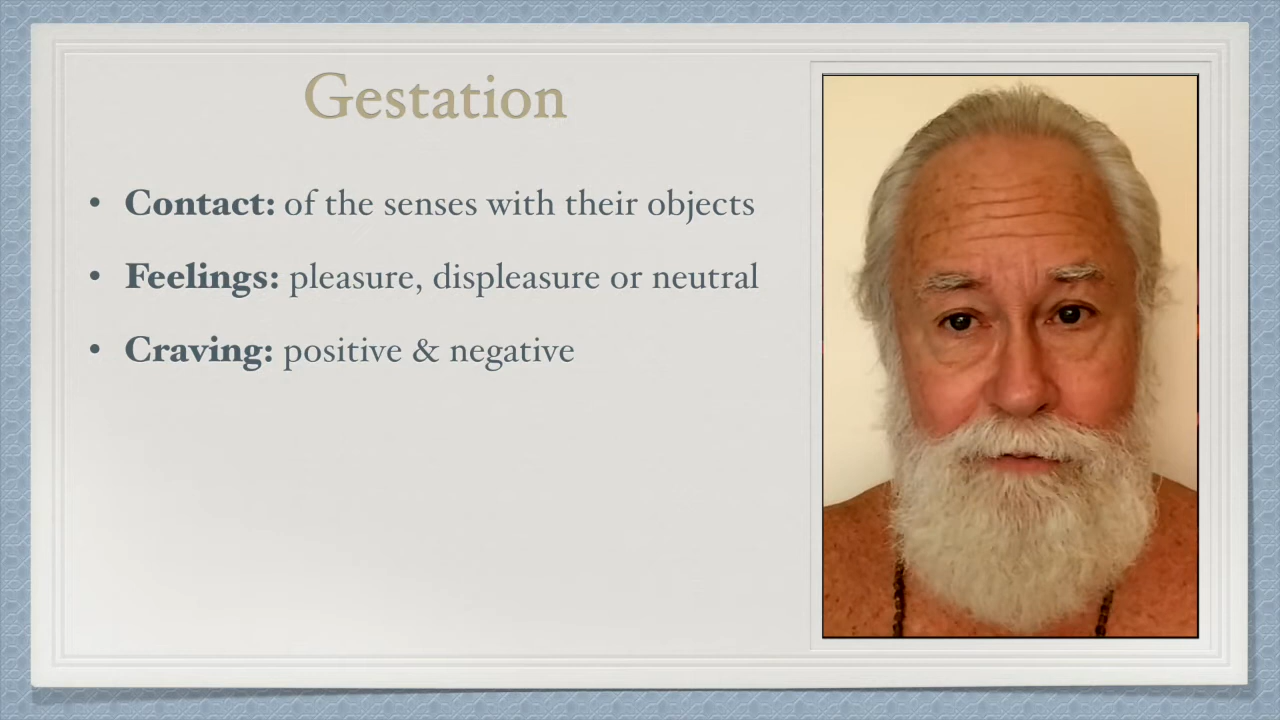 Gestation
• Contact: of the senses with their objects
• Feelings: pleasure, displeasure or neutral
• Craving: positive & negative